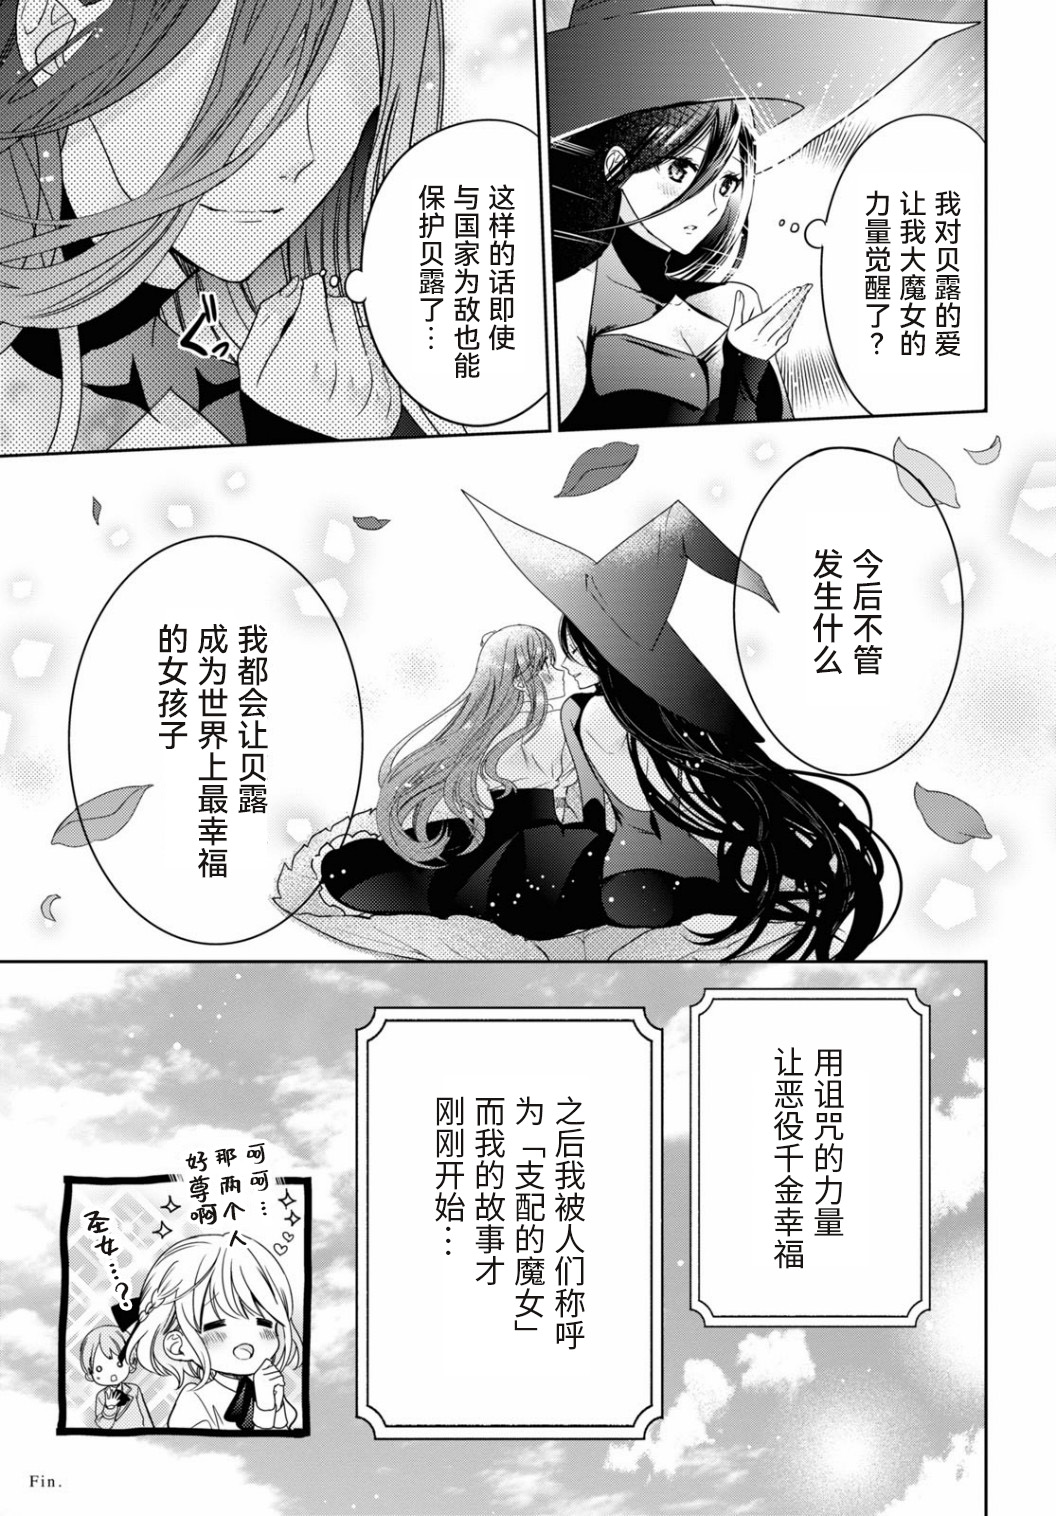 我对贝露的爱
让我大魔女的
力量觉醒了？
这样的话即使
与国家为敌也能
保护贝露了…
ぐっ
今后不管
发生什么
我都会让贝露
成为世界上最幸福
的女孩子
用诅咒的力量
让恶役千金幸福
之后我被人们称呼
为「支配的魔女」
而我的故事才
刚刚开始…
呵呵…
那两个人
好尊啊
圣女…？
Fin.